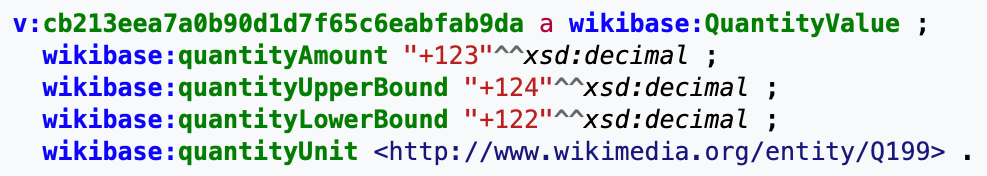 v:cb213eea7a0b90d1d7f65c6eabfab9da a wikibase:QuantityValue ;
  wikibase:quantityAmount "+123"^^xsd:decimal ;
  wikibase:quantityUpperBound "+124"^^xsd:decimal ;
  wikibase:quantityLowerBound "+122"^^xsd:decimal ;
  wikibase:quantityUnit <http://www.wikimedia.org/entity/Q199> .